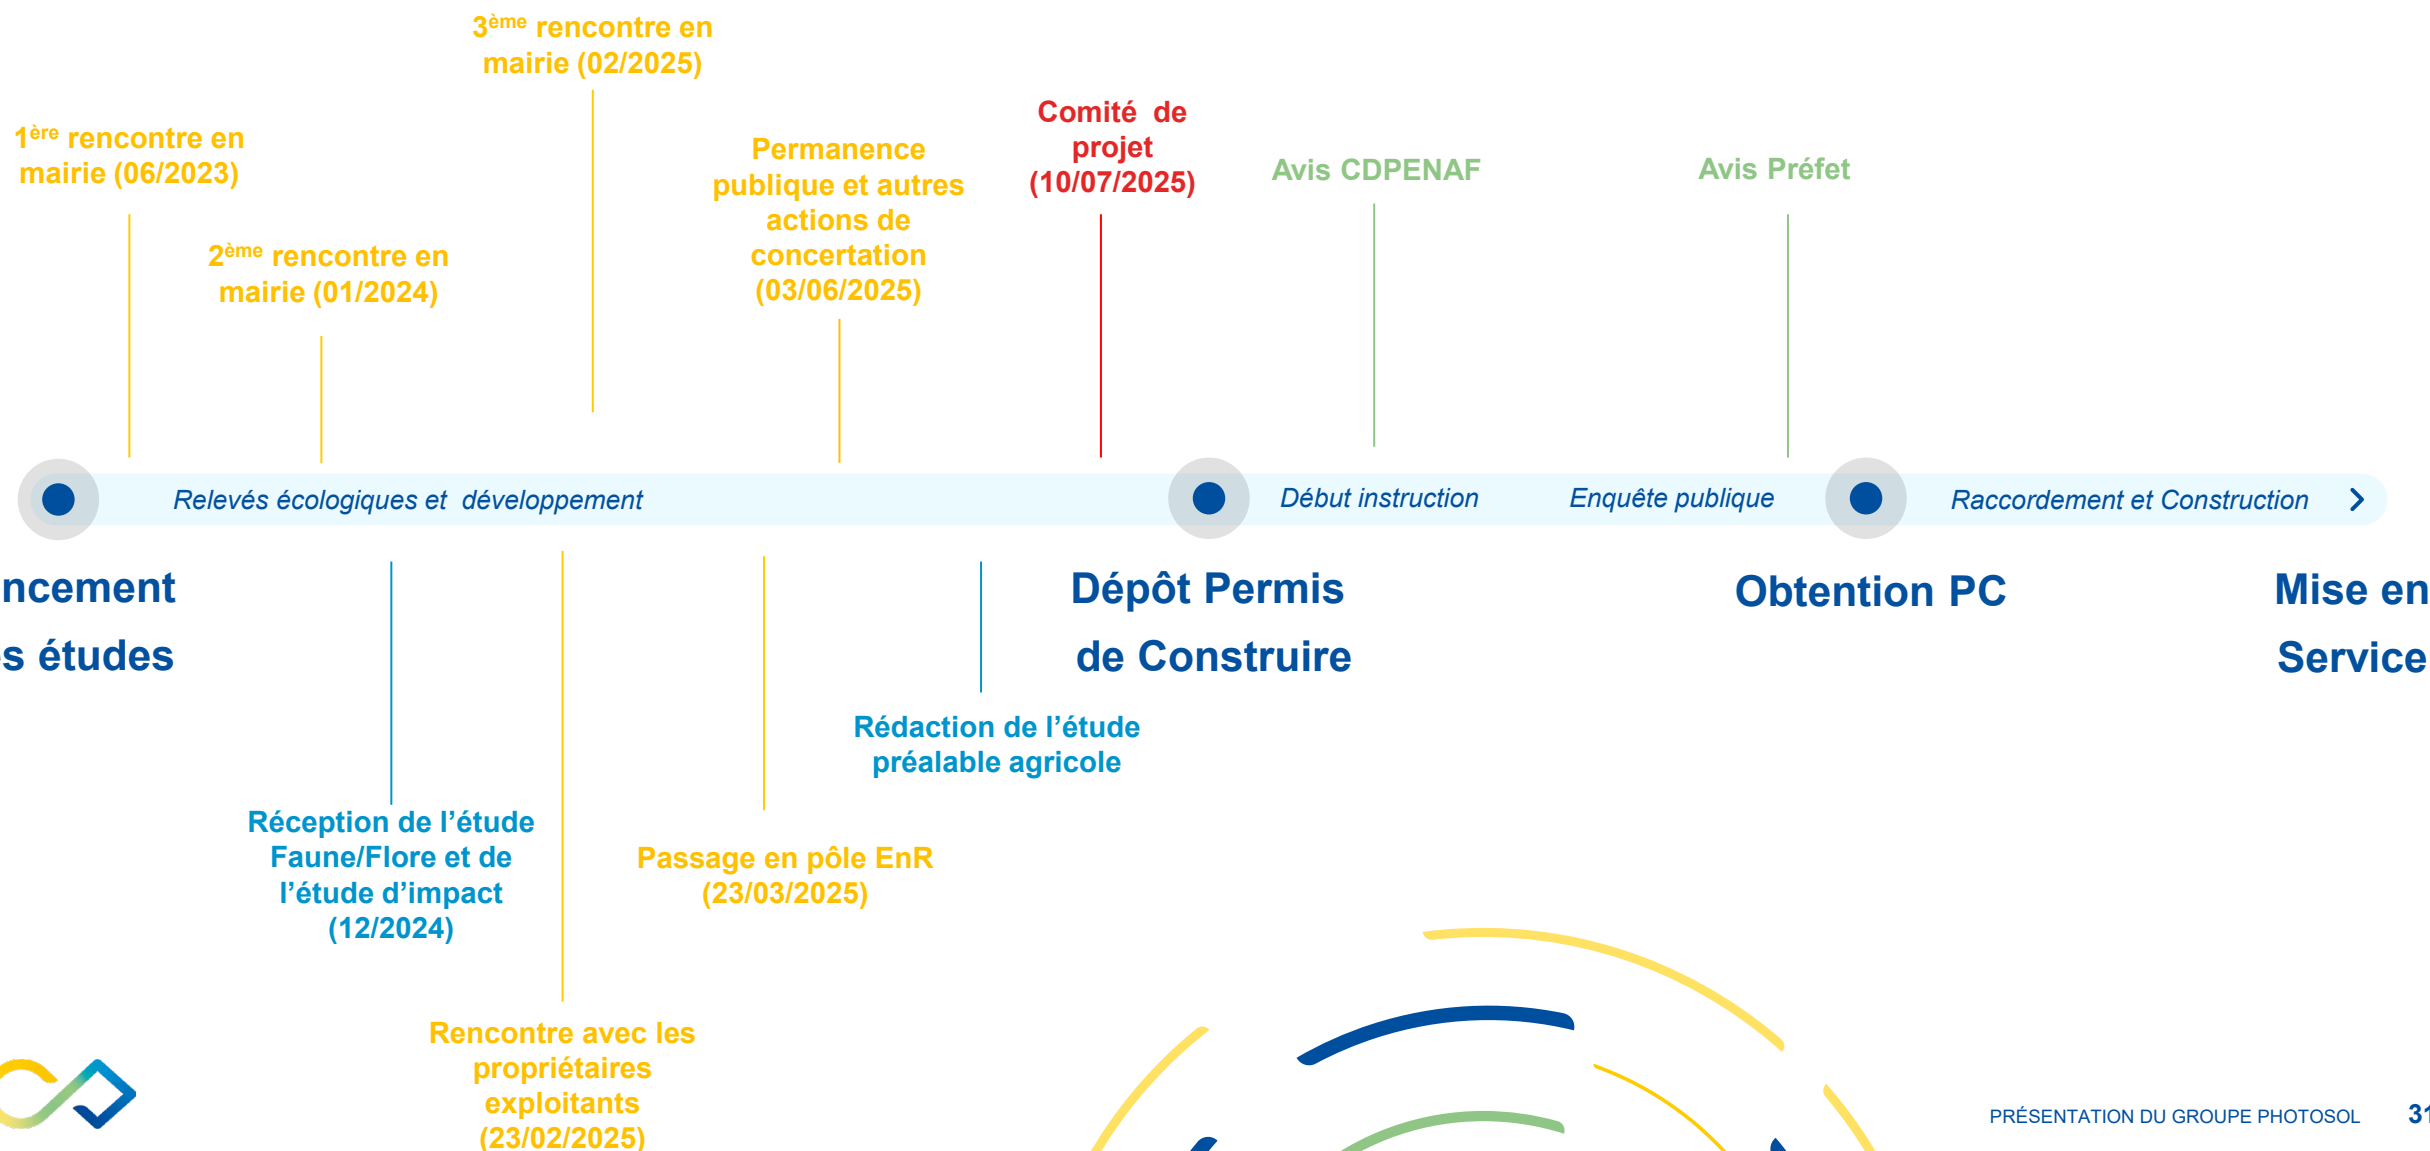 3ème rencontre en
mairie (02/2025)
1ère rencontre en
mairie (06/2023)
2ème rencontre en
mairie (01/2024)
Permanence
publique et autres
actions de
concertation
(03/06/2025)
Comité de
projet
(10/07/2025)
Avis CDPENAF
Avis Préfet
Relevés écologiques et développement
Début instruction
Enquête publique
Raccordement et Construction
ncement
s études
Dépôt Permis
de Construire
Obtention PC
Mise en
Service
Rédaction de l’étude
préalable agricole
Réception de l’étude
Faune/Flore et de
l’étude d’impact
(12/2024)
Passage en pôle EnR
(23/03/2025)
Rencontre avec les
propriétaires
exploitants
(23/02/2025)
PRÉSENTATION DU GROUPE PHOTOSOL
31